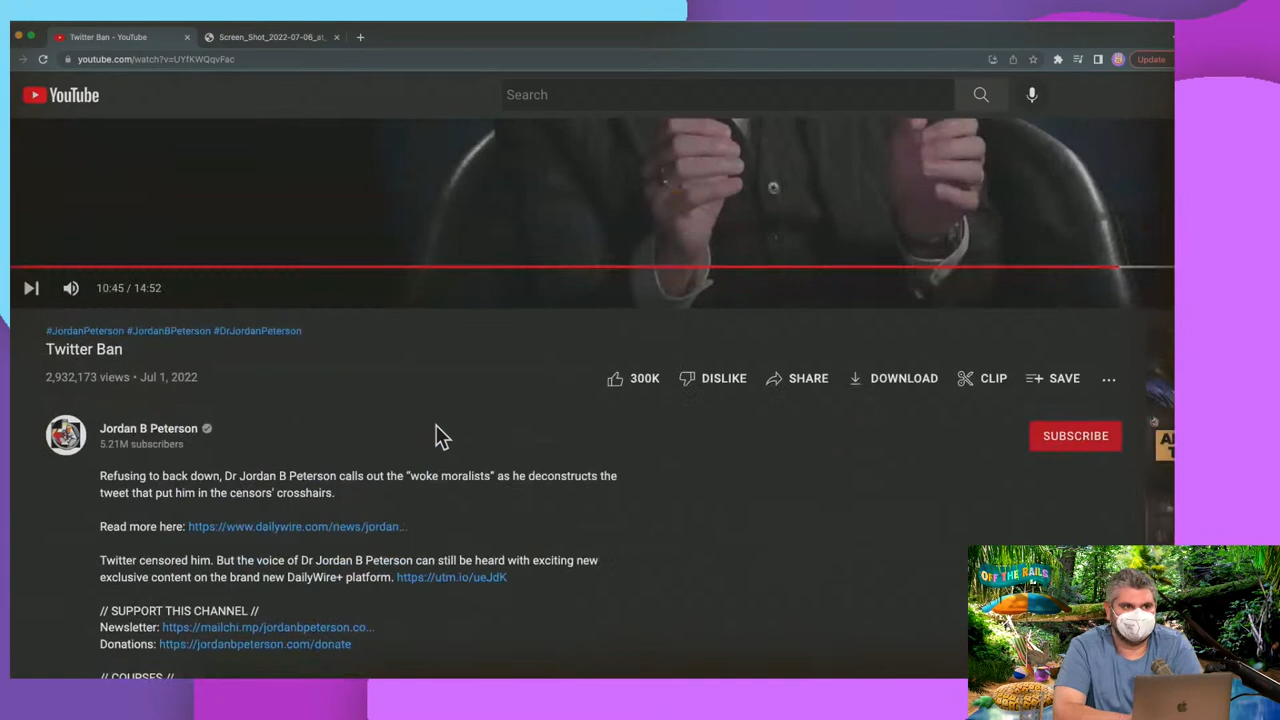 Twitter Ban - YouTube
Screen_Shot_2022-07-06_at_
youtube.com/watch?v=UYfKWQqvFac
Update
YouTube
Search
10:45 / 14:52
#JordanPeterson #JordanBPeterson #DrJordanPeterson
Twitter Ban
2,932,173 views • Jul 1, 2022
300K
DISLIKE
SHARE
DOWNLOAD
CLIP
SAVE
Jordan B Peterson
5.21M subscribers
SUBSCRIBE
Refusing to back down, Dr Jordan B Peterson calls out the “woke moralists” as he deconstructs the
tweet that put him in the censors' crosshairs.
Read more here: https://www.dailywire.com/news/jordan...
Twitter censored him. But the voice of Dr Jordan B Peterson can still be heard with exciting new
exclusive content on the brand new DailyWire+ platform. https://utm.io/ueJdK
// SUPPORT THIS CHANNEL //
Newsletter: https://mailchi.mp/jordanbpeterson.co...
Donations: https://jordanbpeterson.com/donate
// COURSES //
OFF THE RAILS